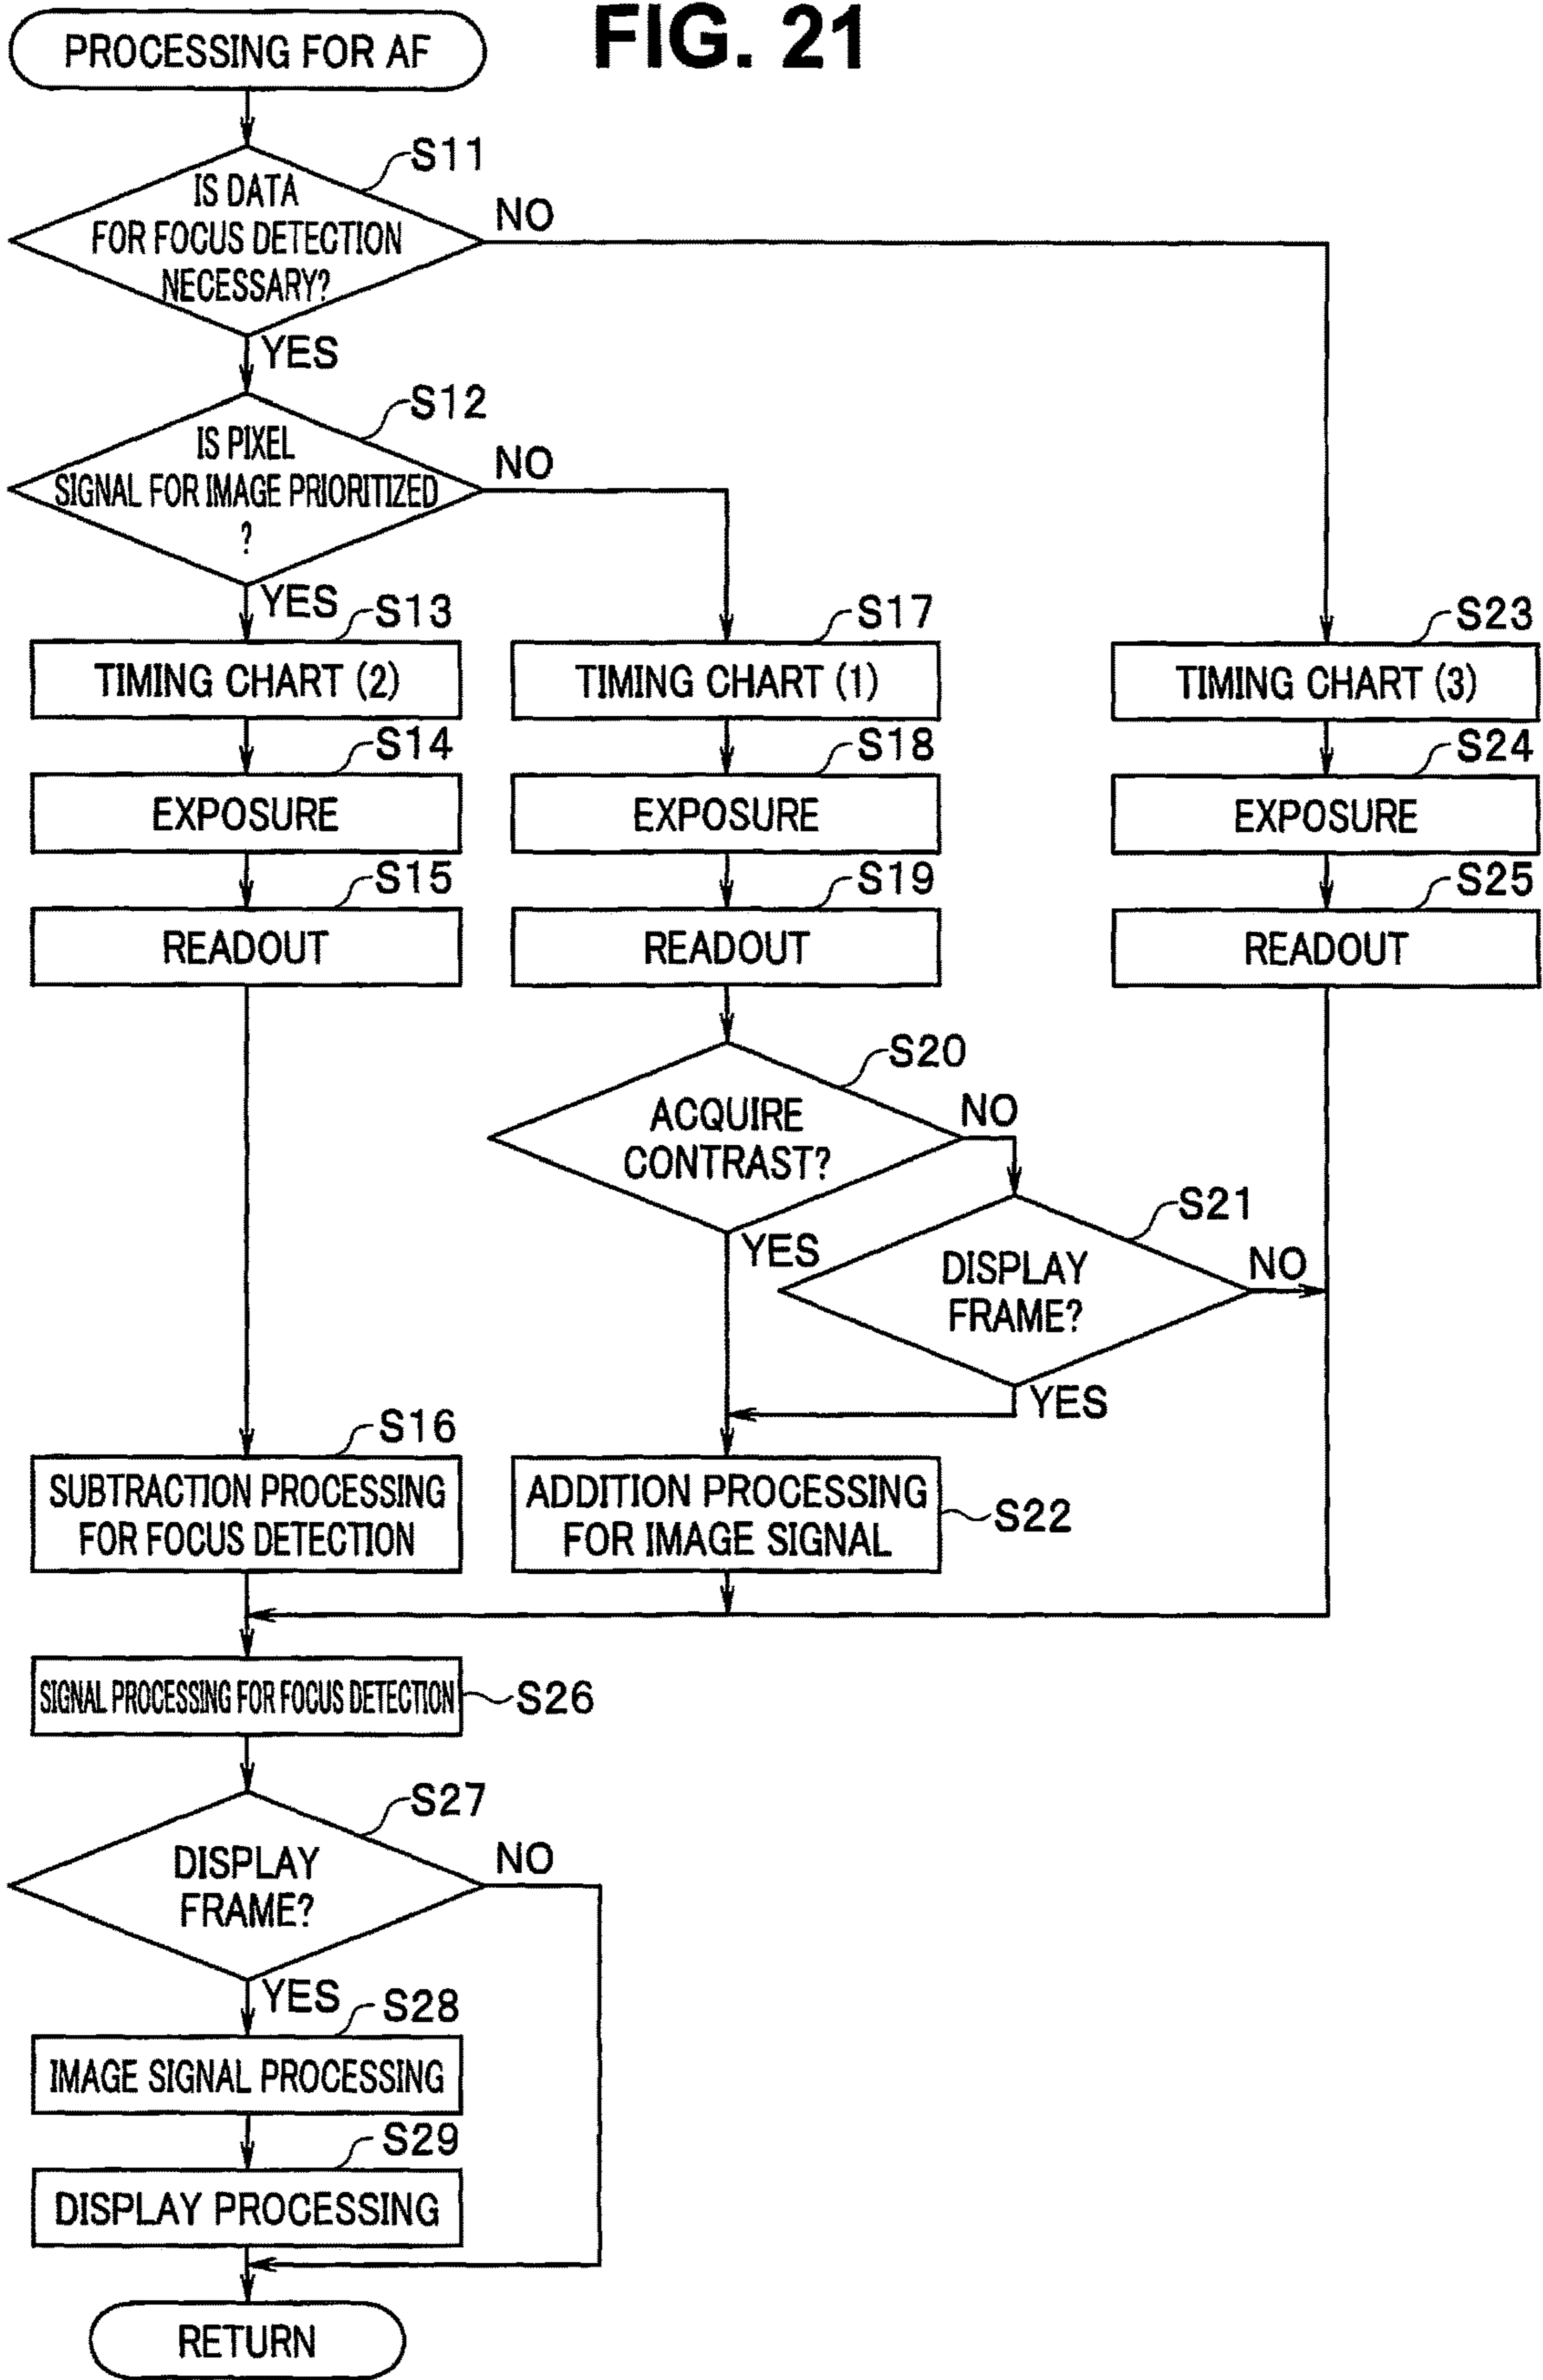 FIG. 21
PROCESSING FOR AF
S11
IS DATA
FOR FOCUS DETECTION
NECESSARY?
NO
YES
S12
IS PIXEL
SIGNAL FOR IMAGE PRIORITIZED
?
NO
YES
S13
TIMING CHART (2)
S14
EXPOSURE
S15
READOUT
S17
TIMING CHART (1)
S18
EXPOSURE
S19
READOUT
S23
TIMING CHART (3)
S24
EXPOSURE
S25
READOUT
S20
ACQUIRE
CONTRAST?
NO
YES
S21
DISPLAY
FRAME?
NO
YES
S16
SUBTRACTION PROCESSING
FOR FOCUS DETECTION
ADDITION PROCESSING
FOR IMAGE SIGNAL
S22
SIGNAL PROCESSING FOR FOCUS DETECTION
S26
S27
DISPLAY
FRAME?
NO
YES
S28
IMAGE SIGNAL PROCESSING
S29
DISPLAY PROCESSING
RETURN